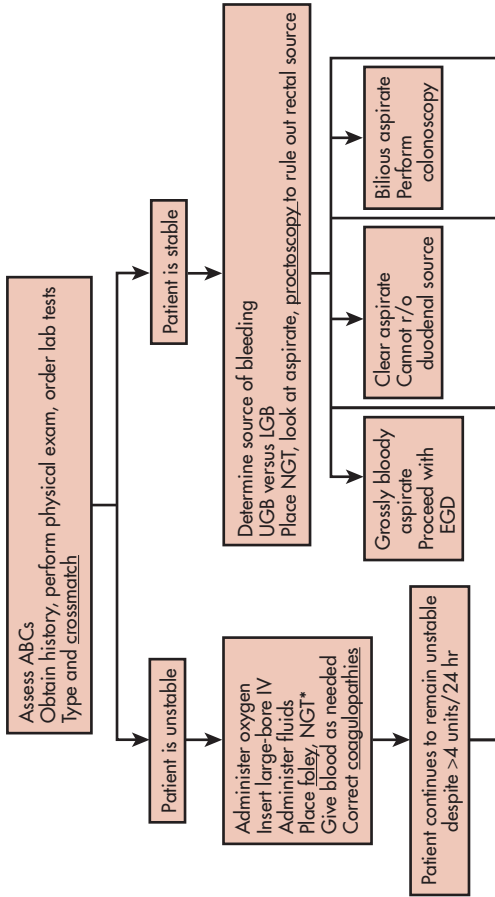 Assess ABCs
Obtain history, perform physical exam, order lab tests
Type and crossmatch
Patient is unstable
Patient is stable
Administer oxygen
Insert large-bore IV
Administer fluids
Place foley, NGT*
Give blood as needed
Correct coagulopathies
Determine source of bleeding
UGB versus LGB
Place NGT, look at aspirate, proctoscopy to rule out rectal source
Patient continues to remain unstable
despite >4 units/24 hr
Grossly bloody
aspirate
Proceed with
EGD
Clear aspirate
Cannot r/o
duodendal source
Bilious aspirate
Perform
colonoscopy